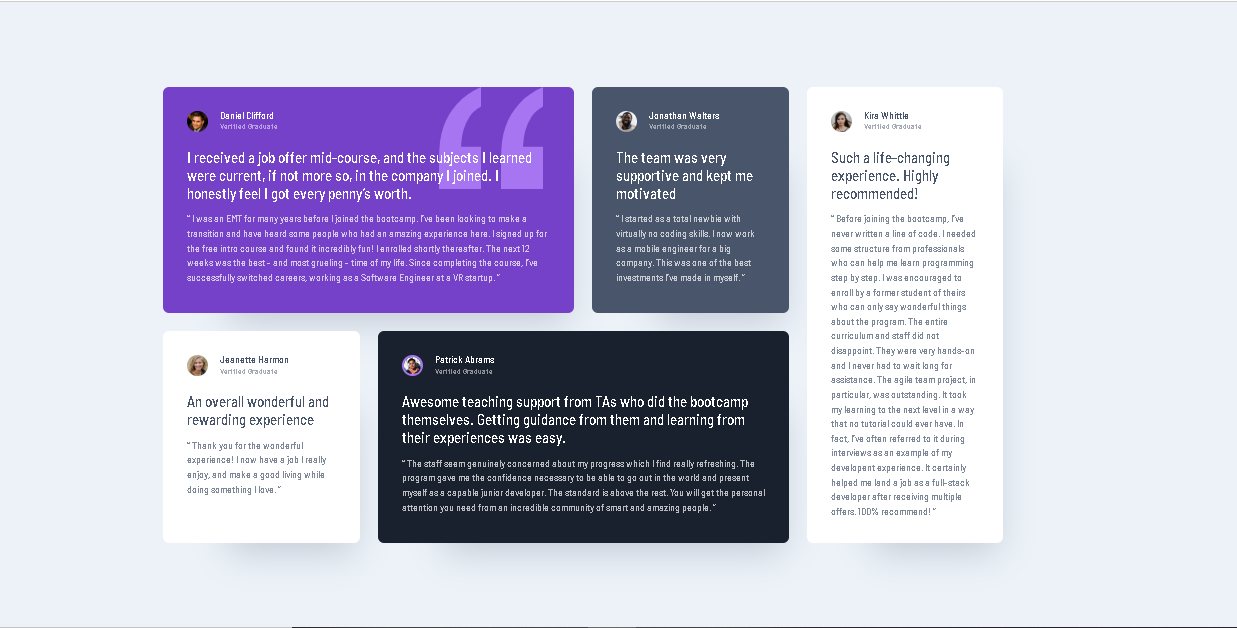 Daniel Clifford
Verified Graduate
I received a job offer mid-course, and the subjects I learned
were current, if not more so, in the company I joined. I
honestly feel I got every penny’s worth.
“ I was an EMT for many years before I joined the bootcamp. I’ve been looking to make a
transition and have heard some people who had an amazing experience here. I signed up for
the free intro course and found it incredibly fun! I enrolled shortly thereafter. The next 12
weeks was the best - and most grueling - time of my life. Since completing the course, I’ve
successfully switched careers, working as a Software Engineer at a VR startup. ”
Jonathan Walters
Verified Graduate
The team was very
supportive and kept me
motivated
“ I started as a total newbie with
virtually no coding skills. I now work
as a mobile engineer for a big
company. This was one of the best
investments I’ve made in myself. ”
Kira Whittle
Verified Graduate
Such a life-changing
experience. Highly
recommended!
“ Before joining the bootcamp, I’ve
never written a line of code. I needed
some structure from professionals
who can help me learn programming
step by step. I was encouraged to
enroll by a former student of theirs
who can only say wonderful things
about the program. The entire
curriculum and staff did not
disappoint. They were very hands-on
and I never had to wait long for
assistance. The agile team project, in
particular, was outstanding. It took
my learning to the next level in a way
that no tutorial could ever have. In
fact, I’ve often referred to it during
interviews as an example of my
developent experience. It certainly
helped me land a job as a full-stack
developer after receiving multiple
offers.100% recommend! ”
Jeanette Harmon
Verified Graduate
An overall wonderful and
rewarding experience
“ Thank you for the wonderful
experience! I now have a job I really
enjoy, and make a good living while
doing something I love. ”
Patrick Abrams
Verified Graduate
Awesome teaching support from TAs who did the bootcamp
themselves. Getting guidance from them and learning from
their experiences was easy.
“ The staff seem genuinely concerned about my progress which I find really refreshing. The
program gave me the confidence necessary to be able to go out in the world and present
myself as a capable junior developer. The standard is above the rest. You will get the personal
attention you need from an incredible community of smart and amazing people. ”